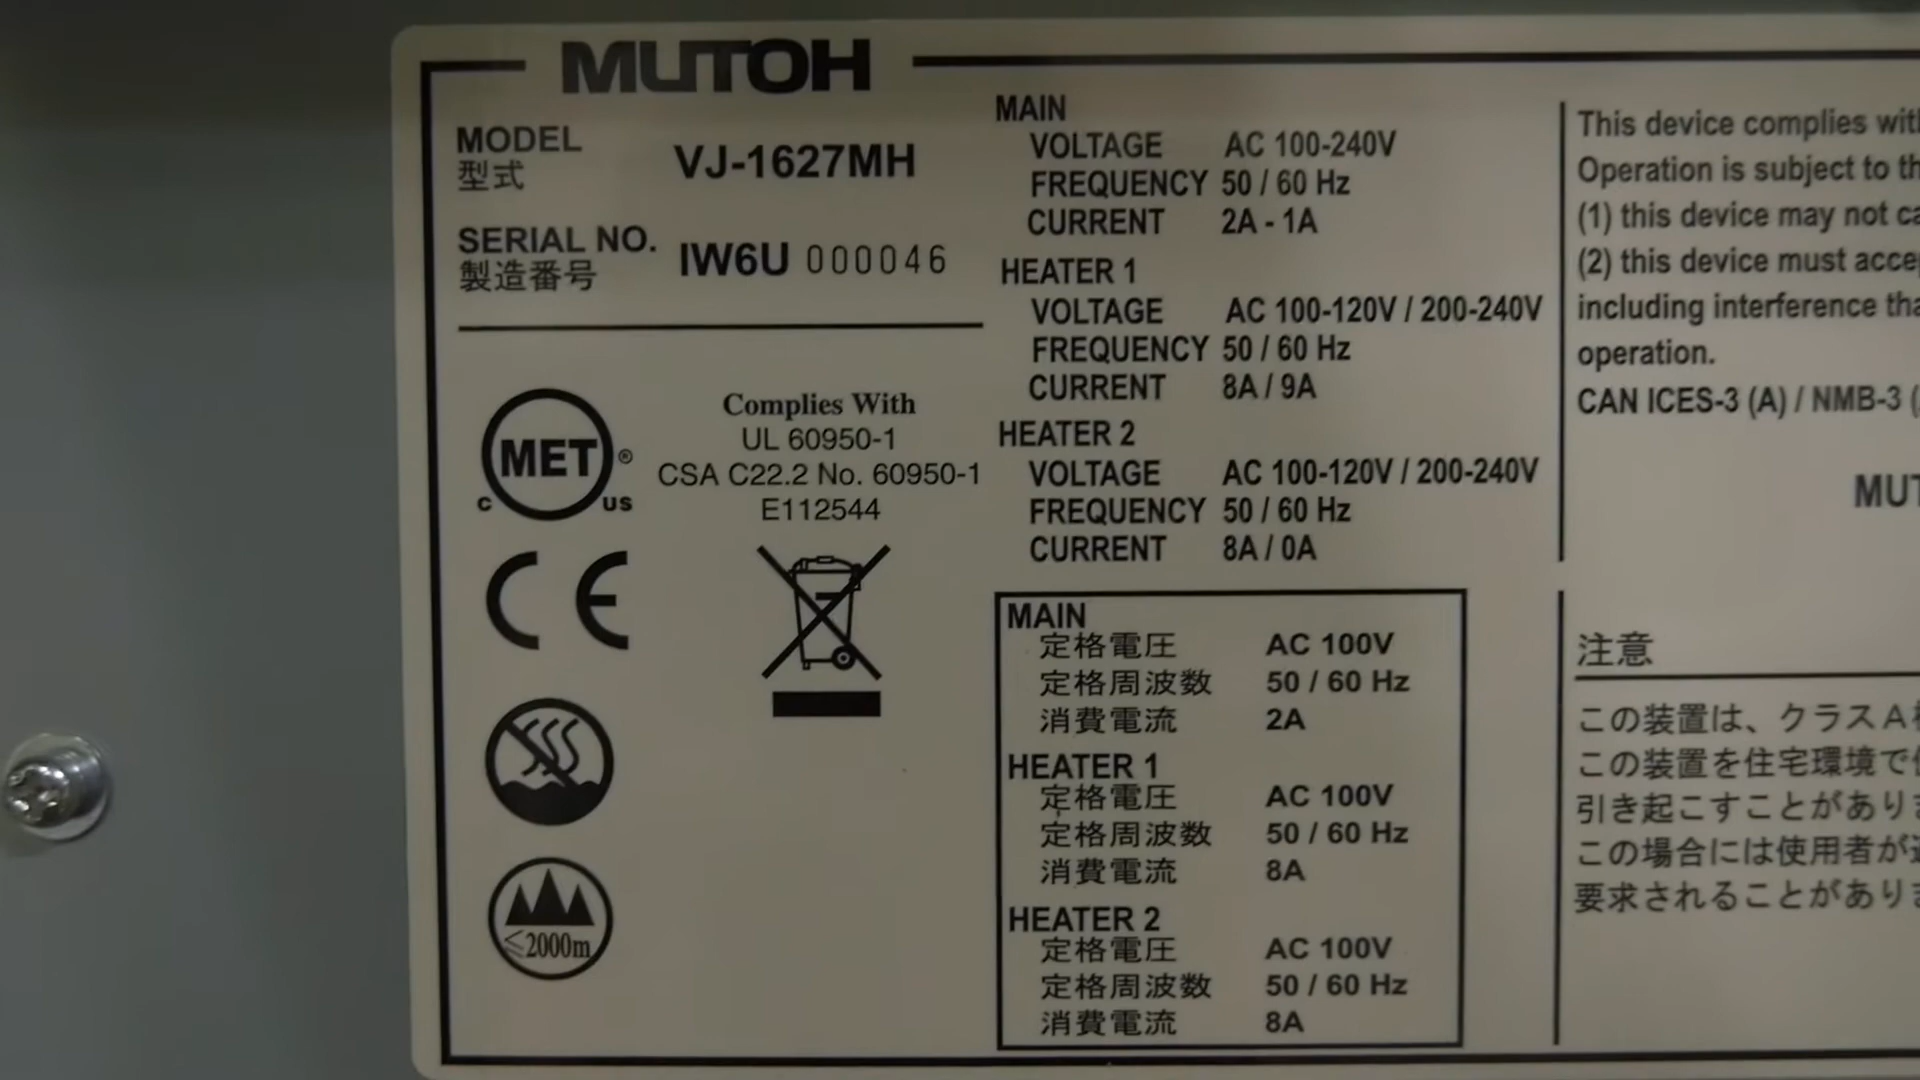 MUTOH
MODEL
型式
VJ-1627MH
SERIAL NO.
製造番号
IW6U 000046
MET®
C US
Complies With
UL 60950-1
CSA C22.2 No. 60950-1
E112544
CE
≤2000m
MAIN
VOLTAGE AC 100-240V
FREQUENCY 50 / 60 Hz
CURRENT 2A - 1A
HEATER 1
VOLTAGE AC 100-120V / 200-240V
FREQUENCY 50 / 60 Hz
CURRENT 8A / 9A
HEATER 2
VOLTAGE AC 100-120V / 200-240V
FREQUENCY 50 / 60 Hz
CURRENT 8A / 0A
MAIN
定格電圧 AC 100V
定格周波数 50 / 60 Hz
消費電流 2A
HEATER 1
定格電圧 AC 100V
定格周波数 50 / 60 Hz
消費電流 8A
HEATER 2
定格電圧 AC 100V
定格周波数 50 / 60 Hz
消費電流 8A
This device complies
Operation is subject to
(1) this device may not
(2) this device must
including interference
operation.
CAN ICES-3 (A) / NMB-3
注意
この装置は、クラスA
この装置を住宅環境で
引き起こすことがあり
この場合には使用者が
要求されることがあり